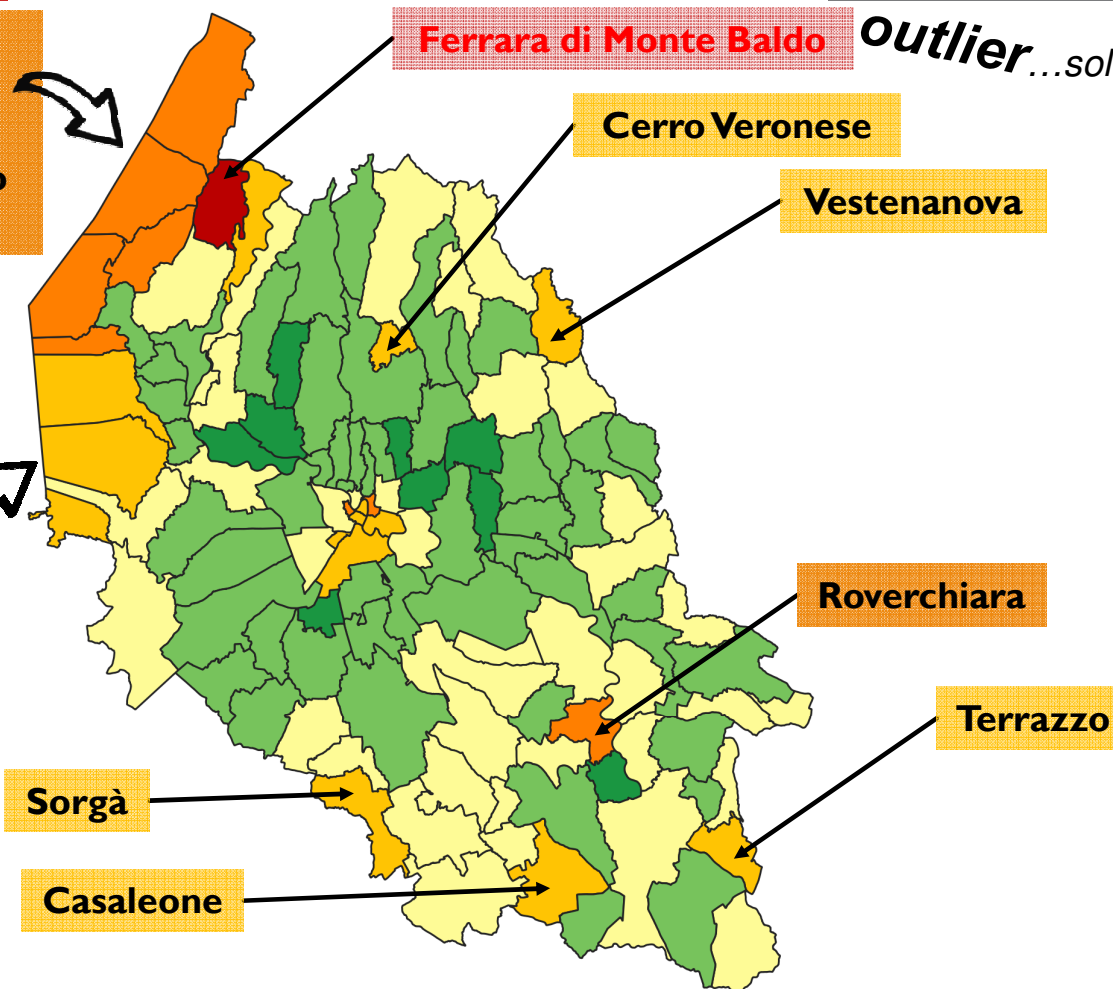 Ferrara di Monte Baldo
outlier...sol
Cerro Veronese
Vestenanova
Roverchiara
Terrazzo
Sorgà
Casaleone